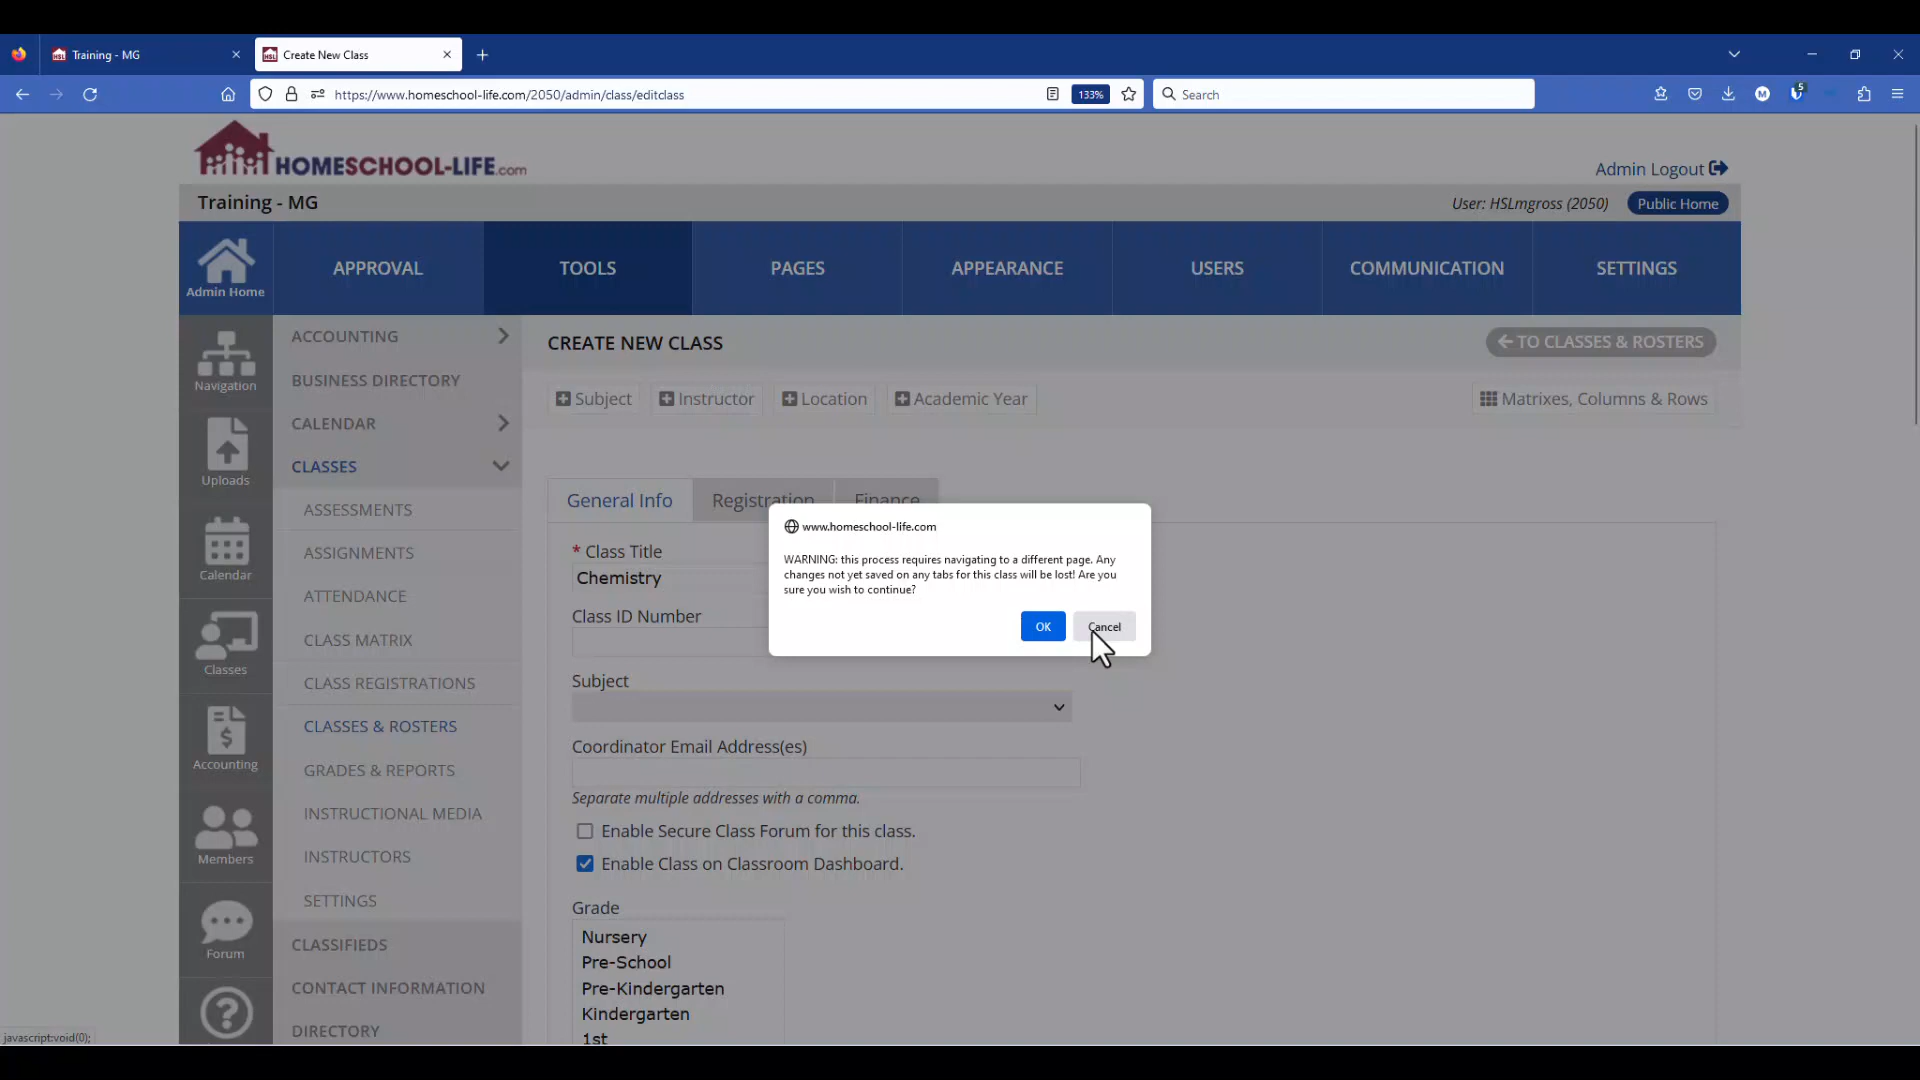 Training - MG
Create New Class
https://www.homeschool-life.com/2050/admin/class/editclass
133%
Search
M
5
HOMESCHOOL-LIFE.com
Admin Logout
Training - MG
User: HSLmgross (2050)
Public Home
Admin Home
APPROVAL
TOOLS
PAGES
APPEARANCE
USERS
COMMUNICATION
SETTINGS
Navigation
Uploads
Calendar
Classes
Accounting
Members
Forum
ACCOUNTING
BUSINESS DIRECTORY
CALENDAR
CLASSES
ASSESSMENTS
ASSIGNMENTS
ATTENDANCE
CLASS MATRIX
CLASS REGISTRATIONS
CLASSES & ROSTERS
GRADES & REPORTS
INSTRUCTIONAL MEDIA
INSTRUCTORS
SETTINGS
CLASSIFIEDS
CONTACT INFORMATION
DIRECTORY
CREATE NEW CLASS
TO CLASSES & ROSTERS
Subject
Instructor
Location
Academic Year
Matrixes, Columns & Rows
General Info
Registration
Finance
* Class Title
Chemistry
Class ID Number
Subject
Coordinator Email Address(es)
Separate multiple addresses with a comma.
Enable Secure Class Forum for this class.
Enable Class on Classroom Dashboard.
Grade
Nursery
Pre-School
Pre-Kindergarten
Kindergarten
1st
www.homeschool-life.com
WARNING: this process requires navigating to a different page. Any
changes not yet saved on any tabs for this class will be lost! Are you
sure you wish to continue?
OK
Cancel
javascript:void(0);